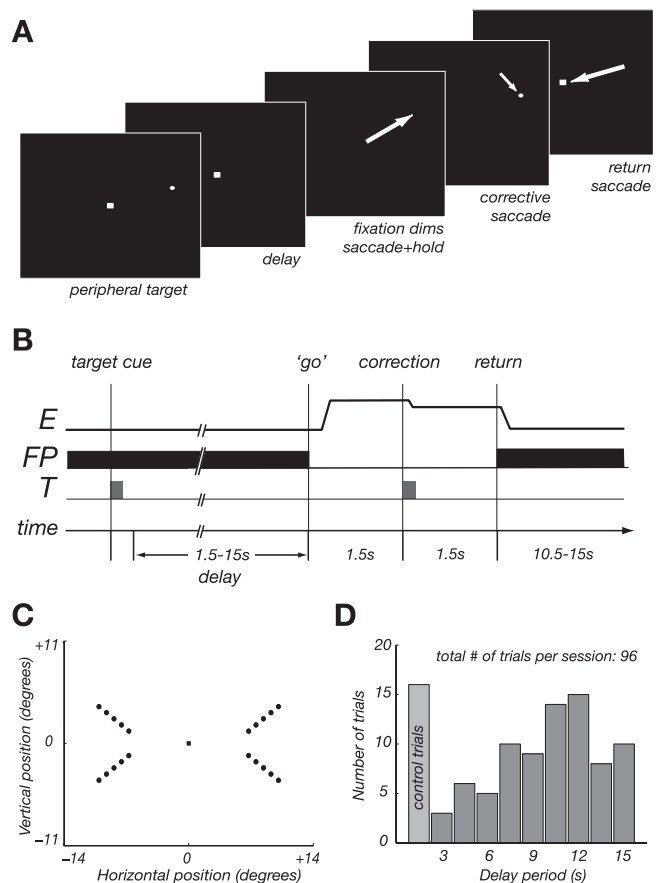 A
peripheral target
delay
fixation dims
saccade+hold
corrective
saccade
return
saccade
B
target cue 'go' correction return
E
FP
T
time
1.5-15s 1.5s 1.5s 10.5-15s
delay
C
+11
Vertical position (degrees)
0
−11
−14 0 +14
Horizontal position (degrees)
D
20
total # of trials per session: 96
15
Number of trials
10
control trials
5
0
3 6 9 12 15
Delay period (s)